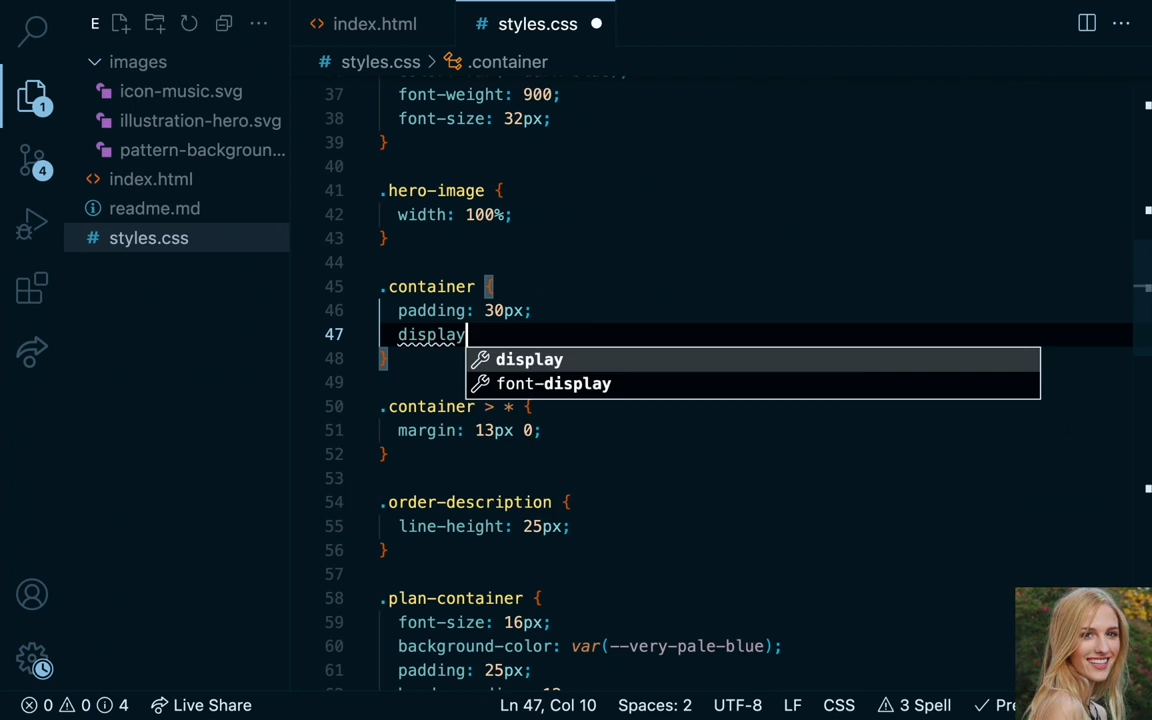 E
index.html
styles.css
images
icon-music.svg
illustration-hero.svg
pattern-backgroun...
index.html
readme.md
styles.css
1
4
# styles.css > .container
37 font-weight: 900;
38 font-size: 32px;
39 }
40
41 .hero-image {
42 width: 100%;
43 }
44
45 .container {
46 padding: 30px;
47 display
display
font-display
48 }
49
50 .container > * {
51 margin: 13px 0;
52 }
53
54 .order-description {
55 line-height: 25px;
56 }
57
58 .plan-container {
59 font-size: 16px;
60 background-color: var(--very-pale-blue);
61 padding: 25px;
0 0 4 Live Share Ln 47, Col 10 Spaces: 2 UTF-8 LF CSS 3 Spell